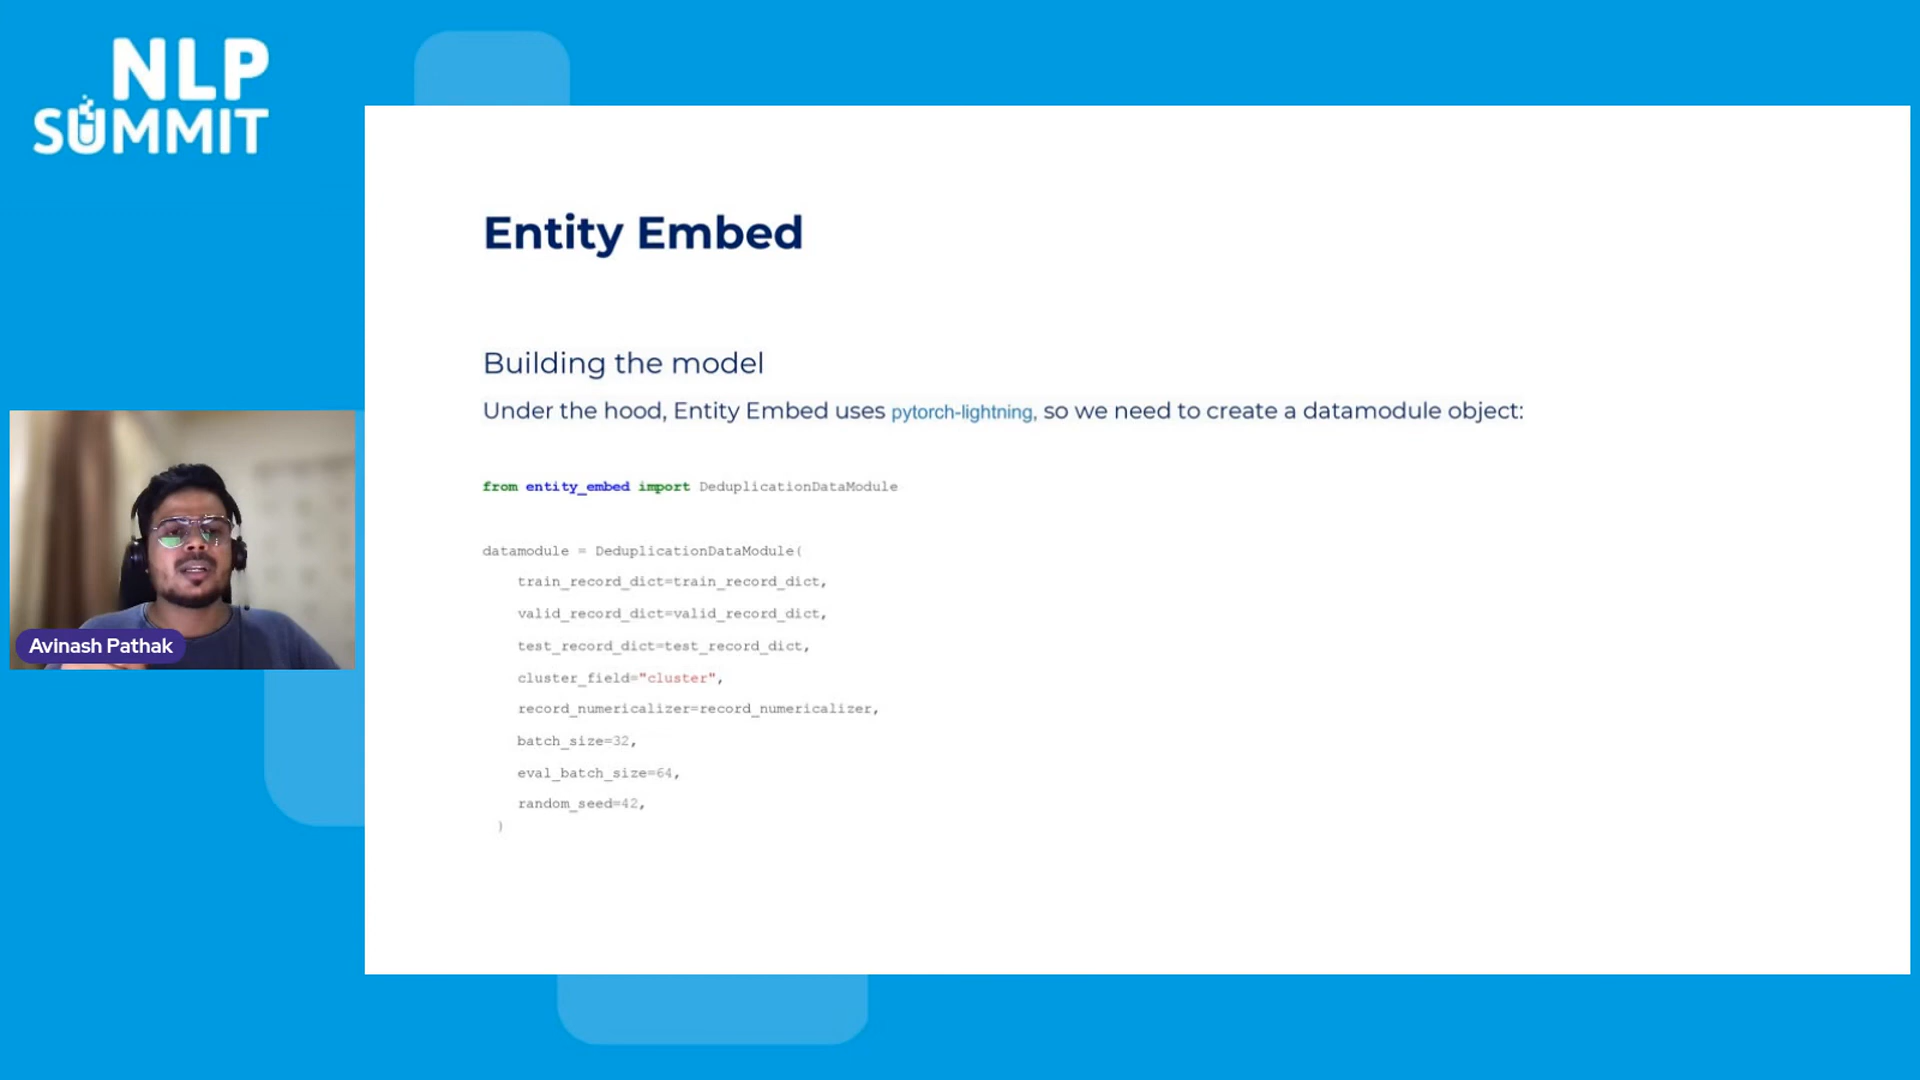 NLP
SUMMIT
Entity Embed
Building the model
Under the hood, Entity Embed uses pytorch-lightning, so we need to create a datamodule object:
from entity_embed import DeduplicationDataModule
datamodule = DeduplicationDataModule(
train_record_dict=train_record_dict,
valid_record_dict=valid_record_dict,
test_record_dict=test_record_dict,
cluster_field="cluster",
record_numericalizer=record_numericalizer,
batch_size=32,
eval_batch_size=64,
random_seed=42,
)
Avinash Pathak